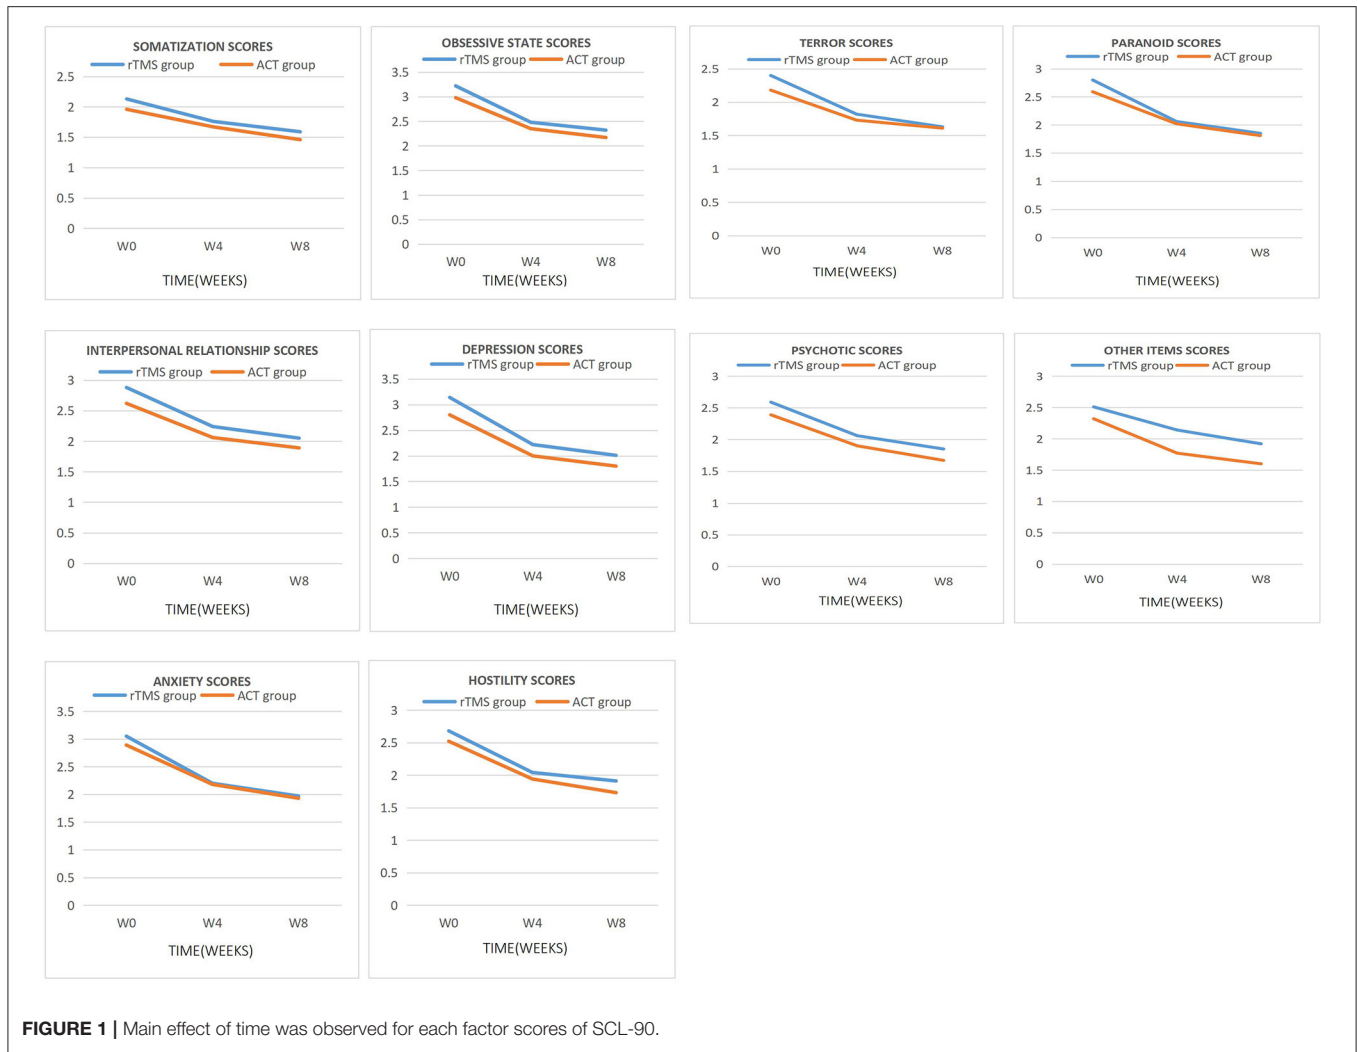 SOMATIZATION SCORES
rTMS group ACT group
2.5
2
1.5
1
0.5
0
W0 W4 W8
TIME(WEEKS)
OBSESSIVE STATE SCORES
rTMS group ACT group
3.5
3
2.5
2
1.5
1
0.5
0
W0 W4 W8
TIME(WEEKS)
TERROR SCORES
rTMS group ACT group
2.5
2
1.5
1
0.5
0
W0 W4 W8
TIME(WEEKS)
PARANOID SCORES
rTMS group ACT group
3
2.5
2
1.5
1
0.5
0
W0 W4 W8
TIME(WEEKS)
INTERPERSONAL RELATIONSHIP SCORES
rTMS group ACT group
3
2.5
2
1.5
1
0.5
0
W0 W4 W8
TIME(WEEKS)
DEPRESSION SCORES
rTMS group ACT group
3.5
3
2.5
2
1.5
1
0.5
0
W0 W4 W8
TIME(WEEKS)
PSYCHOTIC SCORES
rTMS group ACT group
3
2.5
2
1.5
1
0.5
0
W0 W4 W8
TIME(WEEKS)
OTHER ITEMS SCORES
rTMS group ACT group
3
2.5
2
1.5
1
0.5
0
W0 W4 W8
TIME(WEEKS)
ANXIETY SCORES
rTMS group ACT group
3.5
3
2.5
2
1.5
1
0.5
0
W0 W4 W8
TIME(WEEKS)
HOSTILITY SCORES
rTMS group ACT group
3
2.5
2
1.5
1
0.5
0
W0 W4 W8
TIME(WEEKS)
FIGURE 1 | Main effect of time was observed for each factor scores of SCL-90.